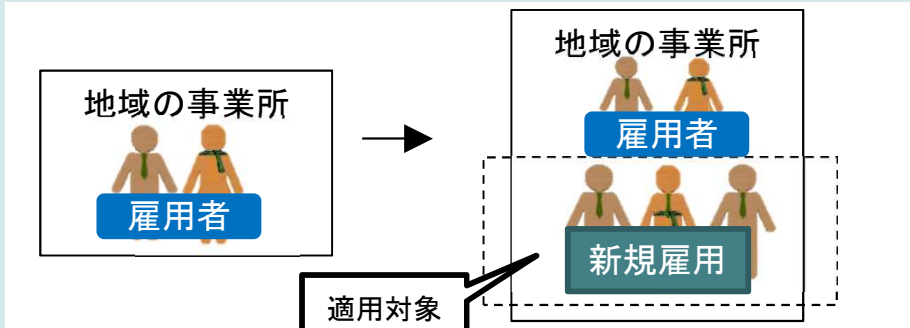 地域の事業所
雇用者
地域の事業所
雇用者
新規雇用
適用対象